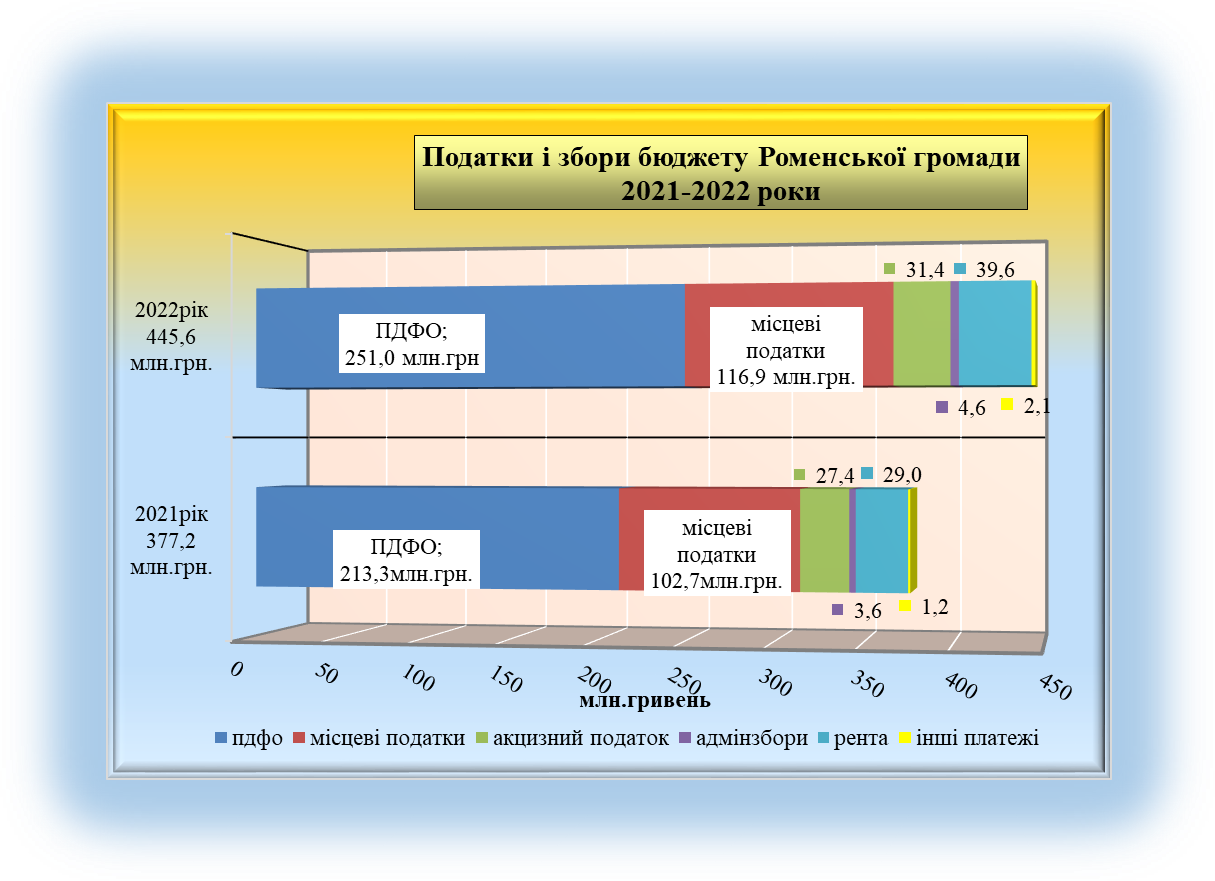 Податки і збори бюджету Роменської громади
2021-2022 роки
31,4 39,6
2022рік
445,6
млн.грн.
ПДФО;
251,0 млн.грн
місцеві
податки
116,9 млн.грн.
4,6 2,1
27,4 29,0
2021рік
377,2
млн.грн.
ПДФО;
213,3млн.грн.
місцеві
податки
102,7млн.грн.
3,6 1,2
0 50 100 150 200 250 300 350 400 450
млн.гривень
пдфо місцеві податки акцизний податок адмінзбори рента інші платежі